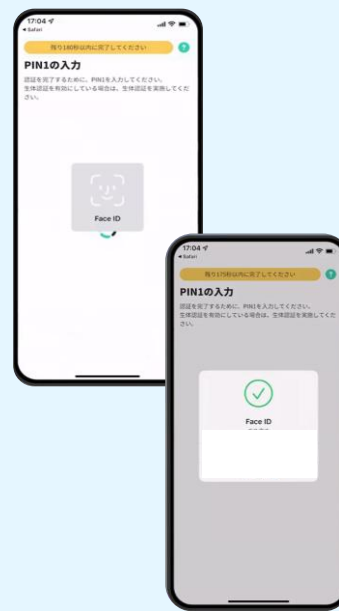 17:04
◀ Safari
残り180秒以内に完了してください
?
PIN1の入力
認証を完了するために、PINを入力してください。
生体認証を有効にしている場合は、生体認証を実施してくだ
さい。
Face ID
17:04
◀ Safari
残り175秒以内に完了してください
?
PIN1の入力
認証を完了するために、PINを入力してください。
生体認証を有効にしている場合は、生体認証を実施してくだ
さい。
Face ID